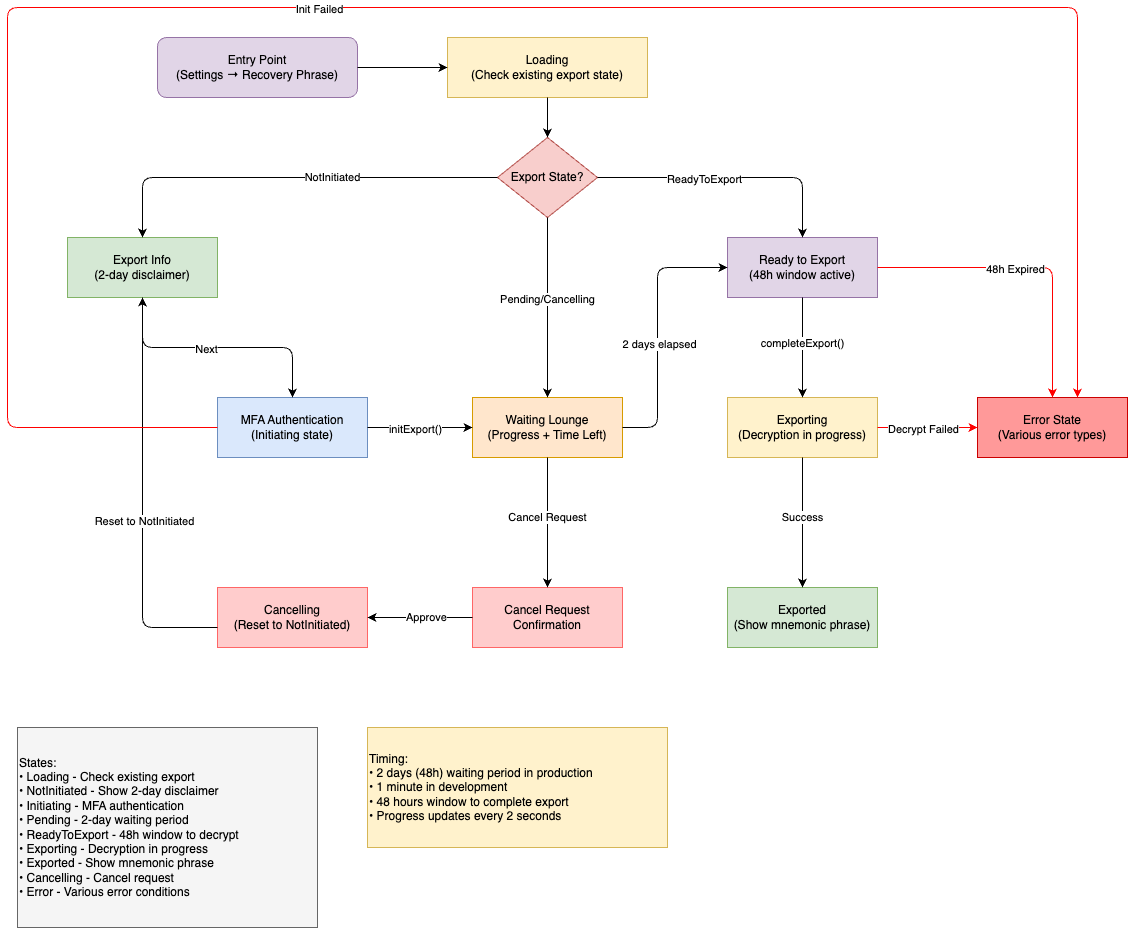 Init Failed
Entry Point
(Settings → Recovery Phrase)
Loading
(Check existing export state)
Export State?
NotInitiated
ReadyToExport
Export Info
(2-day disclaimer)
Ready to Export
(48h window active)
48h Expired
Pending/Cancelling
Next
2 days elapsed
completeExport()
MFA Authentication
(Initiating state)
initExport()
Waiting Lounge
(Progress + Time Left)
Exporting
(Decryption in progress)
Decrypt Failed
Error State
(Various error types)
Reset to NotInitiated
Cancel Request
Success
Cancelling
(Reset to NotInitiated)
Approve
Cancel Request
Confirmation
Exported
(Show mnemonic phrase)
States:
• Loading - Check existing export
• NotInitiated - Show 2-day disclaimer
• Initiating - MFA authentication
• Pending - 2-day waiting period
• ReadyToExport - 48h window to decrypt
• Exporting - Decryption in progress
• Exported - Show mnemonic phrase
• Cancelling - Cancel request
• Error - Various error conditions
Timing:
• 2 days (48h) waiting period in production
• 1 minute in development
• 48 hours window to complete export
• Progress updates every 2 seconds